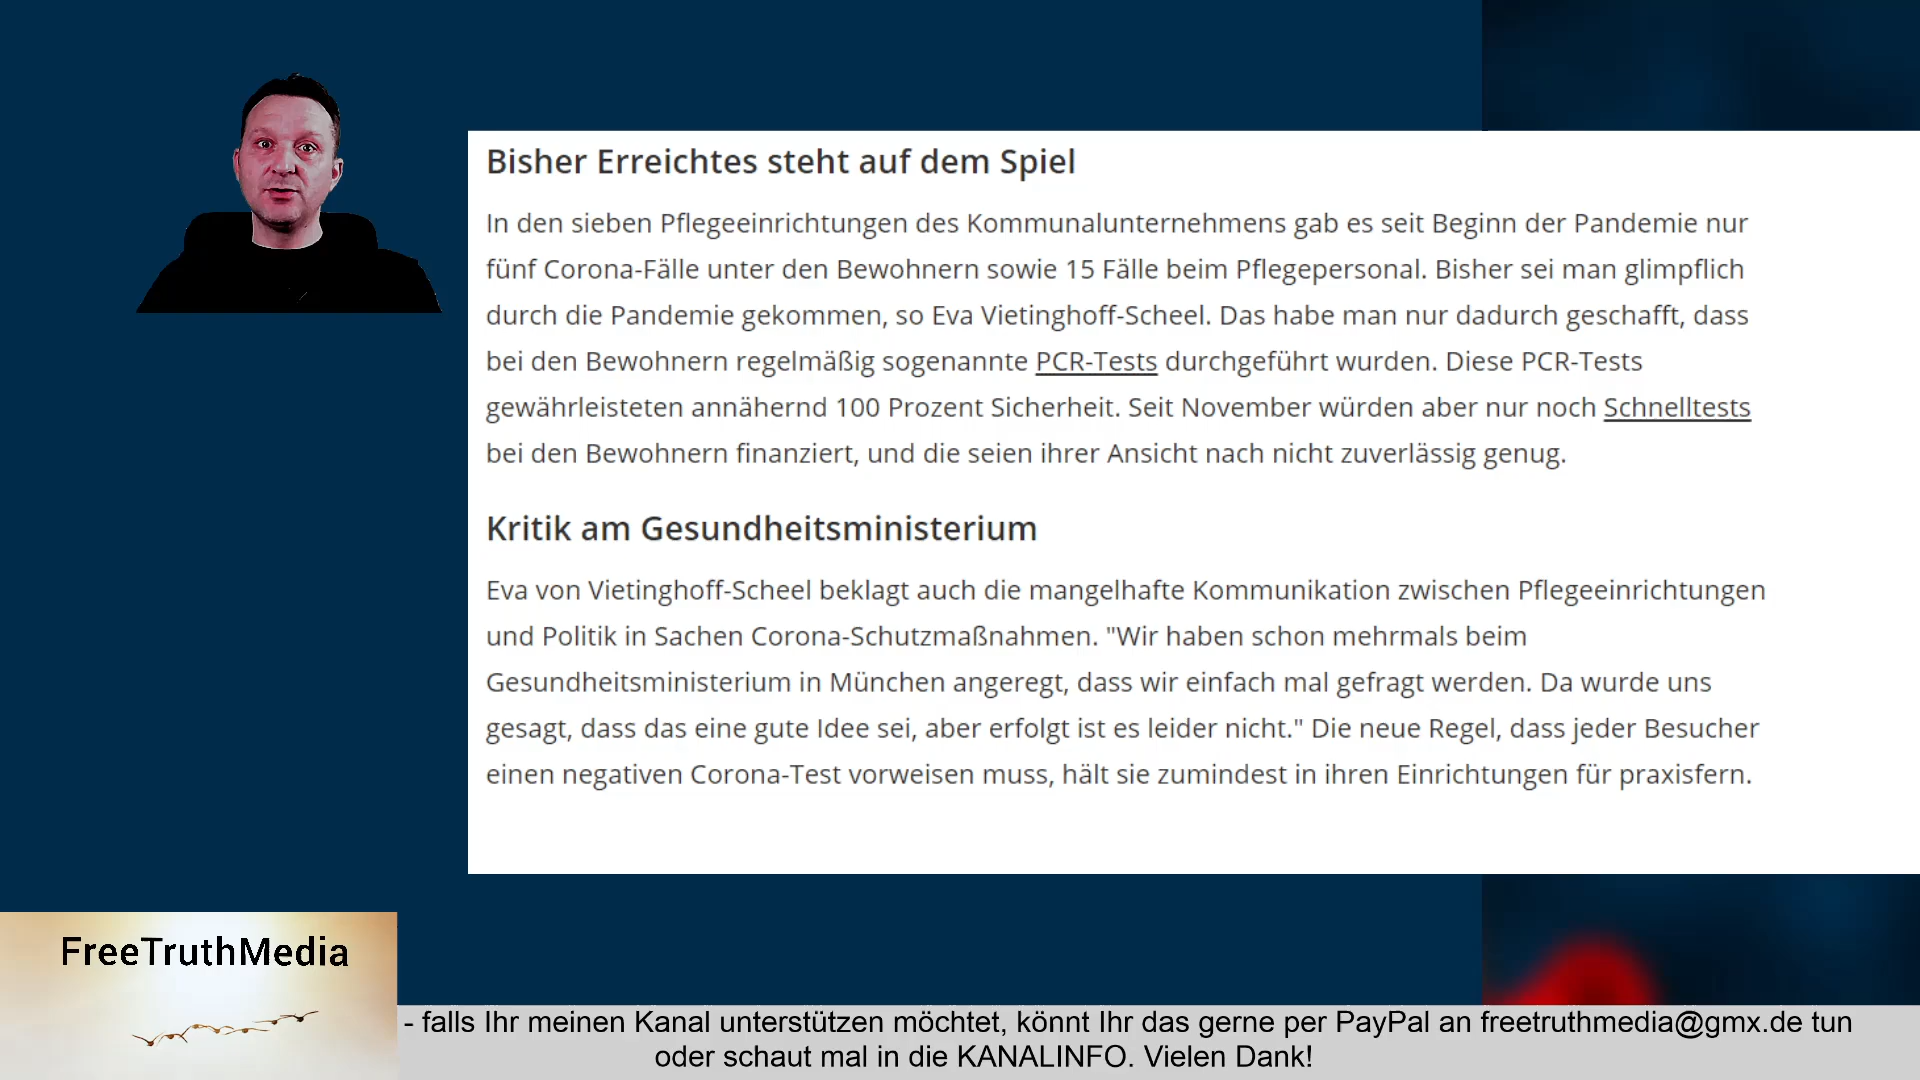 Bisher Erreichtes steht auf dem Spiel
In den sieben Pflegeeinrichtungen des Kommunalunternehmens gab es seit Beginn der Pandemie nur
fünf Corona-Fälle unter den Bewohnern sowie 15 Fälle beim Pflegepersonal. Bisher sei man glimpflich
durch die Pandemie gekommen, so Eva Vietinghoff-Scheel. Das habe man nur dadurch geschafft, dass
bei den Bewohnern regelmäßig sogenannte PCR-Tests durchgeführt wurden. Diese PCR-Tests
gewährleisteten annähernd 100 Prozent Sicherheit. Seit November würden aber nur noch Schnelltests
bei den Bewohnern finanziert, und die seien ihrer Ansicht nach nicht zuverlässig genug.
Kritik am Gesundheitsministerium
Eva von Vietinghoff-Scheel beklagt auch die mangelhafte Kommunikation zwischen Pflegeeinrichtungen
und Politik in Sachen Corona-Schutzmaßnahmen. "Wir haben schon mehrmals beim
Gesundheitsministerium in München angeregt, dass wir einfach mal gefragt werden. Da wurde uns
gesagt, dass das eine gute Idee sei, aber erfolgt ist es leider nicht." Die neue Regel, dass jeder Besucher
einen negativen Corona-Test vorweisen muss, hält sie zumindest in ihren Einrichtungen für praxisfern.
FreeTruthMedia
- falls Ihr meinen Kanal unterstützen möchtet, könnt Ihr das gerne per PayPal an freetruthmedia@gmx.de tun
oder schaut mal in die KANALINFO. Vielen Dank!